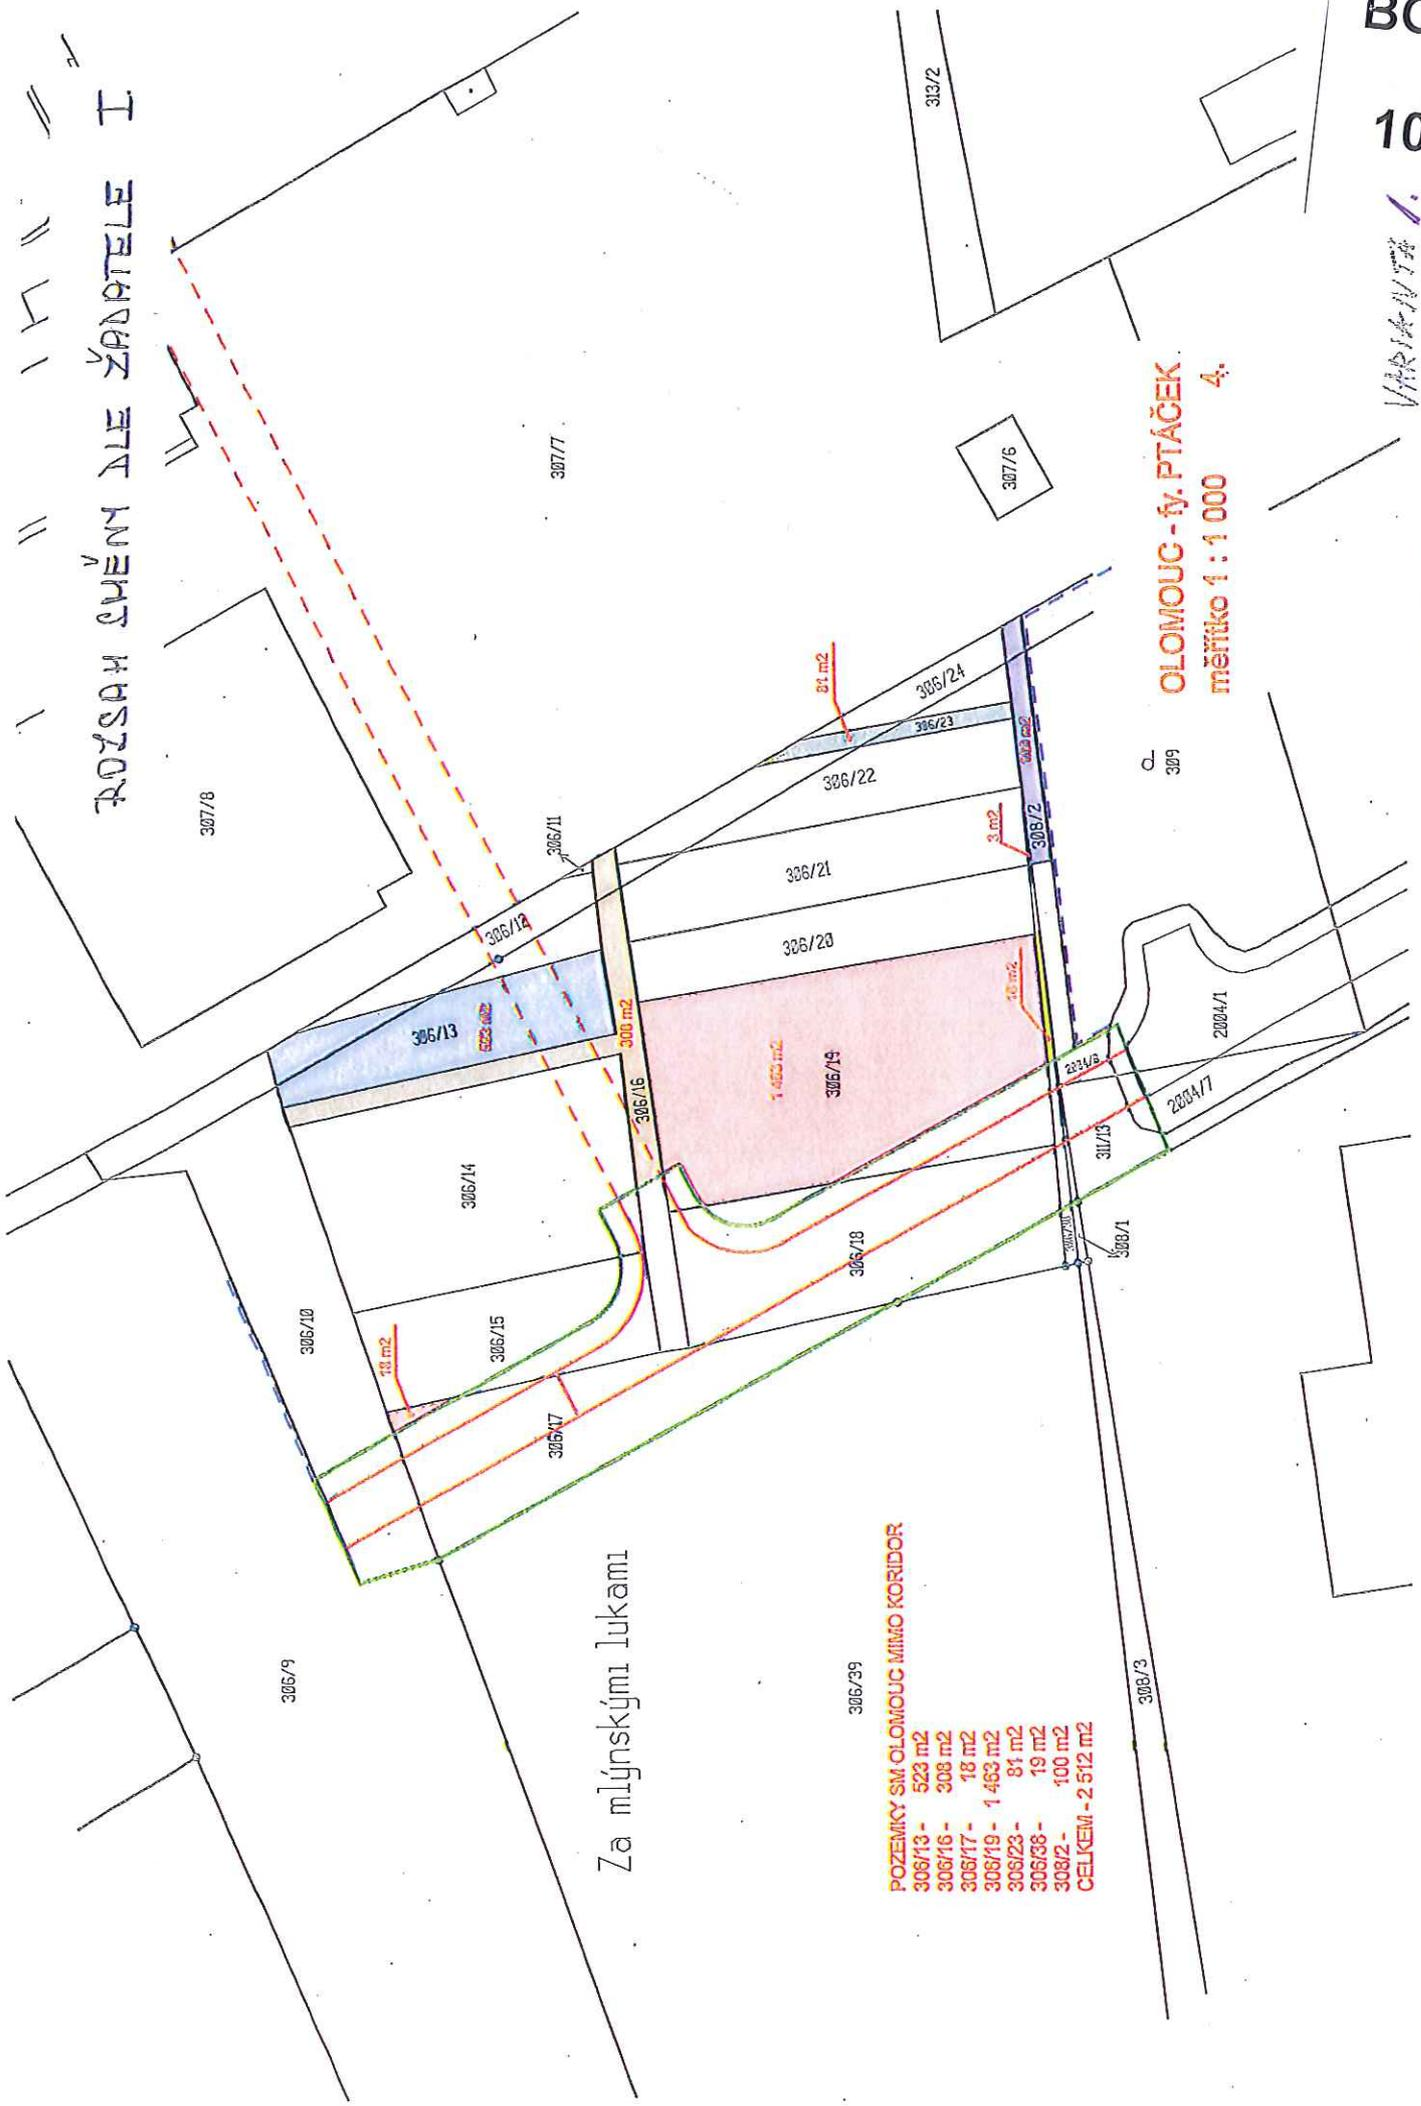 ROZSAH SMĚNY DLE ŽADATELE I
BO
10
VARIANTA 1.
313/2
307/7
307/8
307/6
OLOMOUC - fy. PTÁČEK
měřítko 1 : 1 000 4.
81 m2
306/24
306/23
306/22
306/11
3 m2
308/2
309
306/21
306/12
306/20
306/13
308 m2
306/16
1 463 m2
306/19
2004/1
2004/7
311/13
306/14
306/18
308/1
306/10
306/15
18 m2
306/17
306/9
Za mlýnskými lukami
306/39
308/3
POZEMKY SM OLOMOUC MIMO KORIDOR
306/13 - 523 m2
306/16 - 308 m2
306/17 - 18 m2
306/19 - 1 463 m2
306/23 - 81 m2
306/38 - 19 m2
308/2 - 100 m2
CELKEM - 2 512 m2